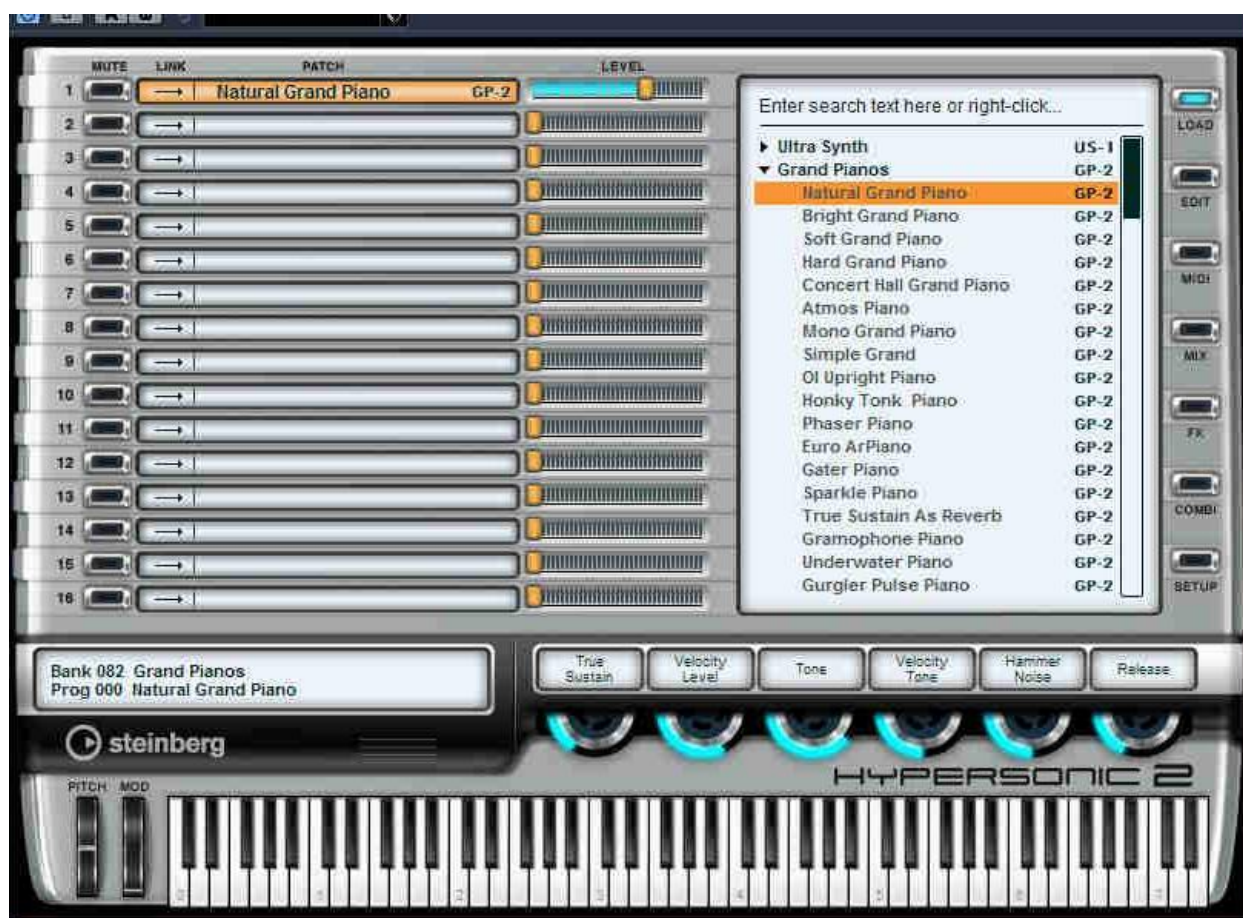 MUTE LINK PATCH LEVEL
1 Natural Grand Piano GP-2
2
3
4
5
6
7
8
9
10
11
12
13
14
15
16
Enter search text here or right-click...
Ultra Synth US-1
Grand Pianos GP-2
Natural Grand Piano GP-2
Bright Grand Piano GP-2
Soft Grand Piano GP-2
Hard Grand Piano GP-2
Concert Hall Grand Piano GP-2
Atmos Piano GP-2
Mono Grand Piano GP-2
Simple Grand GP-2
Ol Upright Piano GP-2
Honky Tonk Piano GP-2
Phaser Piano GP-2
Euro ArPiano GP-2
Gater Piano GP-2
Sparkle Piano GP-2
True Sustain As Reverb GP-2
Gramophone Piano GP-2
Underwater Piano GP-2
Gurgler Pulse Piano GP-2
LOAD
EDIT
MIDI
MIX
FX
COMBI
SETUP
Bank 082 Grand Pianos
Prog 000 Natural Grand Piano
True Sustain
Velocity Level
Tone
Velocity Tone
Hammer Noise
Release
steinberg
HYPERSONIC 2
PITCH MOD